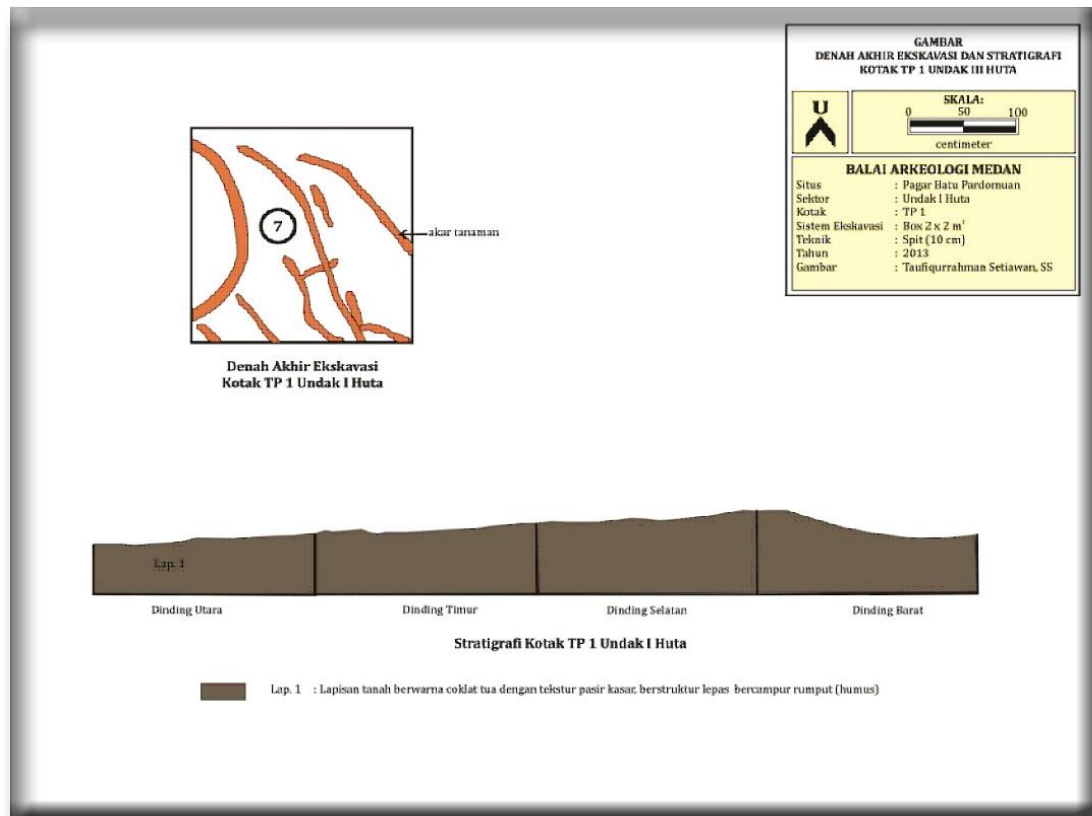 GAMBAR
DENAH AKHIR EKSKAVASI DAN STRATIGRAFI
KOTAK TP 1 UNDAK III HUTA
U
SKALA:
0 50 100
centimeter
BALAI ARKEOLOGI MEDAN
Situs : Pagar Batu Pardomuan
Sektor : Undak I Huta
Kotak : TP 1
Sistem Ekskavasi : Box 2 x 2 m²
Teknik : Spit (10 cm)
Tahun : 2013
Gambar : Taufiqurrahman Setiawan, SS
7
akar tanaman
Denah Akhir Ekskavasi
Kotak TP 1 Undak I Huta
Lap. 1
Dinding Utara Dinding Timur Dinding Selatan Dinding Barat
Stratigrafi Kotak TP 1 Undak I Huta
Lap. 1 : Lapisan tanah berwarna coklat tua dengan tekstur pasir kasar, berstruktur lepas bercampur rumput (humus)